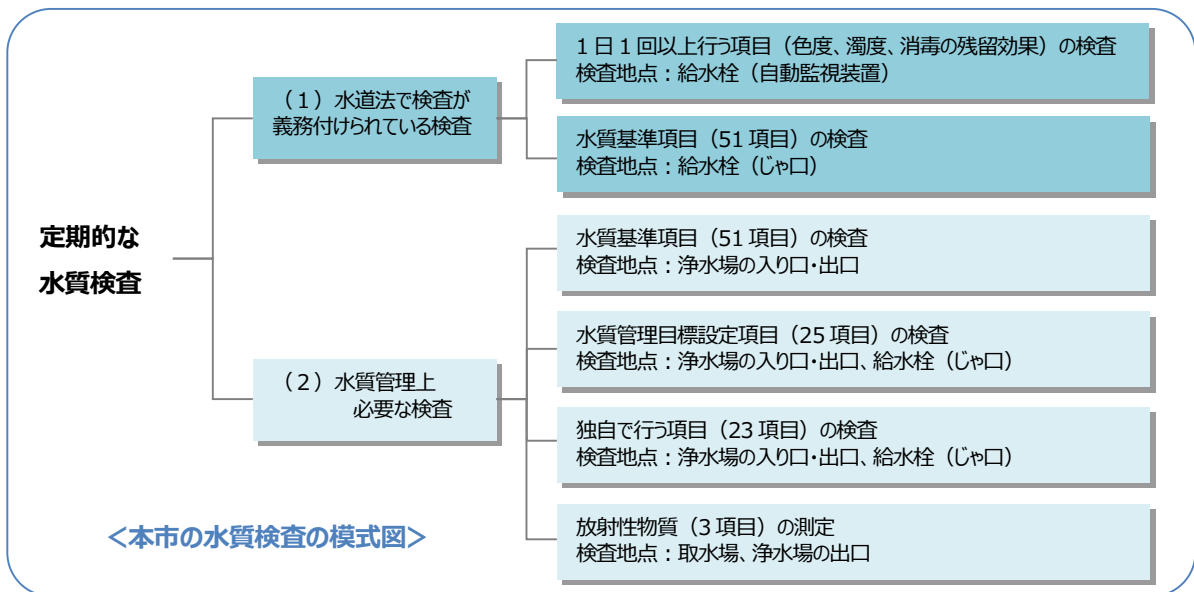 定期的な
水質検査
（１）水道法で検査が
義務付けられている検査
１日１回以上行う項目（色度、濁度、消毒の残留効果）の検査
検査地点：給水栓（自動監視装置）
水質基準項目（51 項目）の検査
検査地点：給水栓（じゃ口）
（２）水質管理上
必要な検査
水質基準項目（51 項目）の検査
検査地点：浄水場の入り口・出口
水質管理目標設定項目（25 項目）の検査
検査地点：浄水場の入り口・出口、給水栓（じゃ口）
独自で行う項目（23 項目）の検査
検査地点：浄水場の入り口・出口、給水栓（じゃ口）
放射性物質（3 項目）の測定
検査地点：取水場、浄水場の出口
＜本市の水質検査の模式図＞